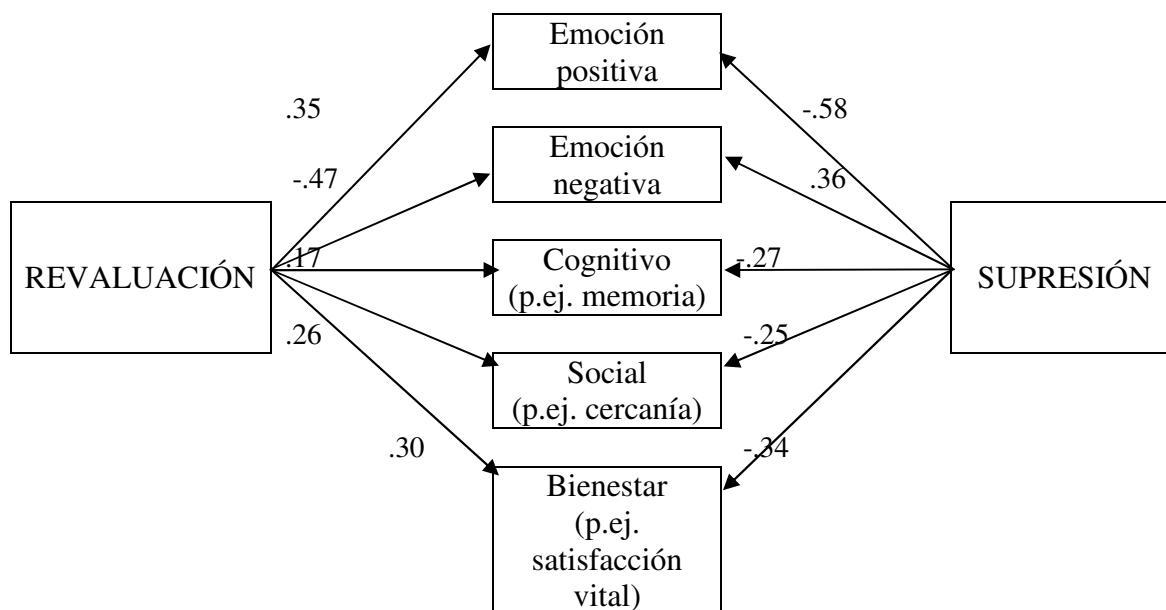 Emoción
positiva
.35
-.58
Emoción
negativa
-.47
.36
REVALUACIÓN
.17
Cognitivo
(p.ej. memoria)
-.27
SUPRESIÓN
.26
Social
(p.ej. cercanía)
-.25
.30
-.34
Bienestar
(p.ej.
satisfacción
vital)